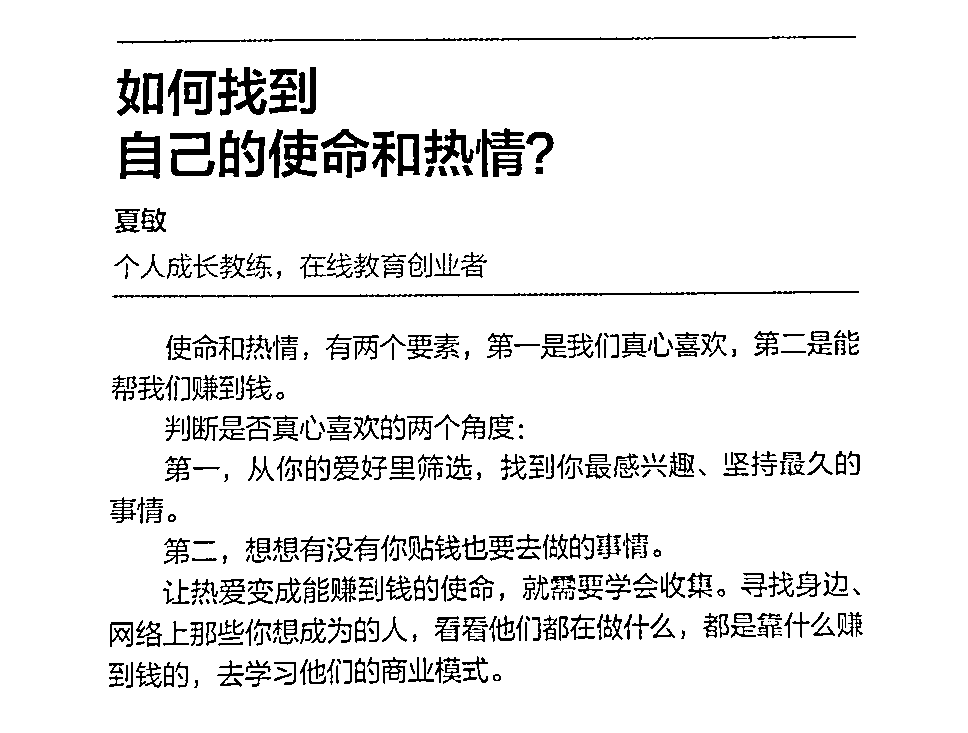 如何找到
自己的使命和热情？
夏敏
个人成长教练，在线教育创业者
使命和热情，有两个要素，第一是我们真心喜欢，第二是能
帮我们赚到钱。
判断是否真心喜欢的两个角度：
第一，从你的爱好里筛选，找到你最感兴趣、坚持最久的
事情。
第二，想想有没有你贴钱也要去做的事情。
让热爱变成能赚到钱的使命，就需要学会收集。寻找身边、
网络上那些你想成为的人，看看他们都在做什么，都是靠什么赚
到钱的，去学习他们的商业模式。